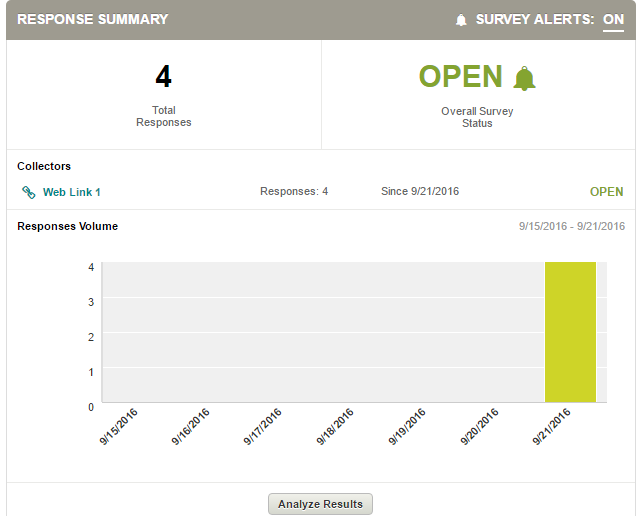 RESPONSE SUMMARY SURVEY ALERTS: ON
4
Total
Responses
OPEN
Overall Survey
Status
Collectors
Web Link 1 Responses: 4 Since 9/21/2016 OPEN
Responses Volume 9/15/2016 - 9/21/2016
4
3
2
1
0
9/15/2016 9/16/2016 9/17/2016 9/18/2016 9/19/2016 9/20/2016 9/21/2016
Analyze Results